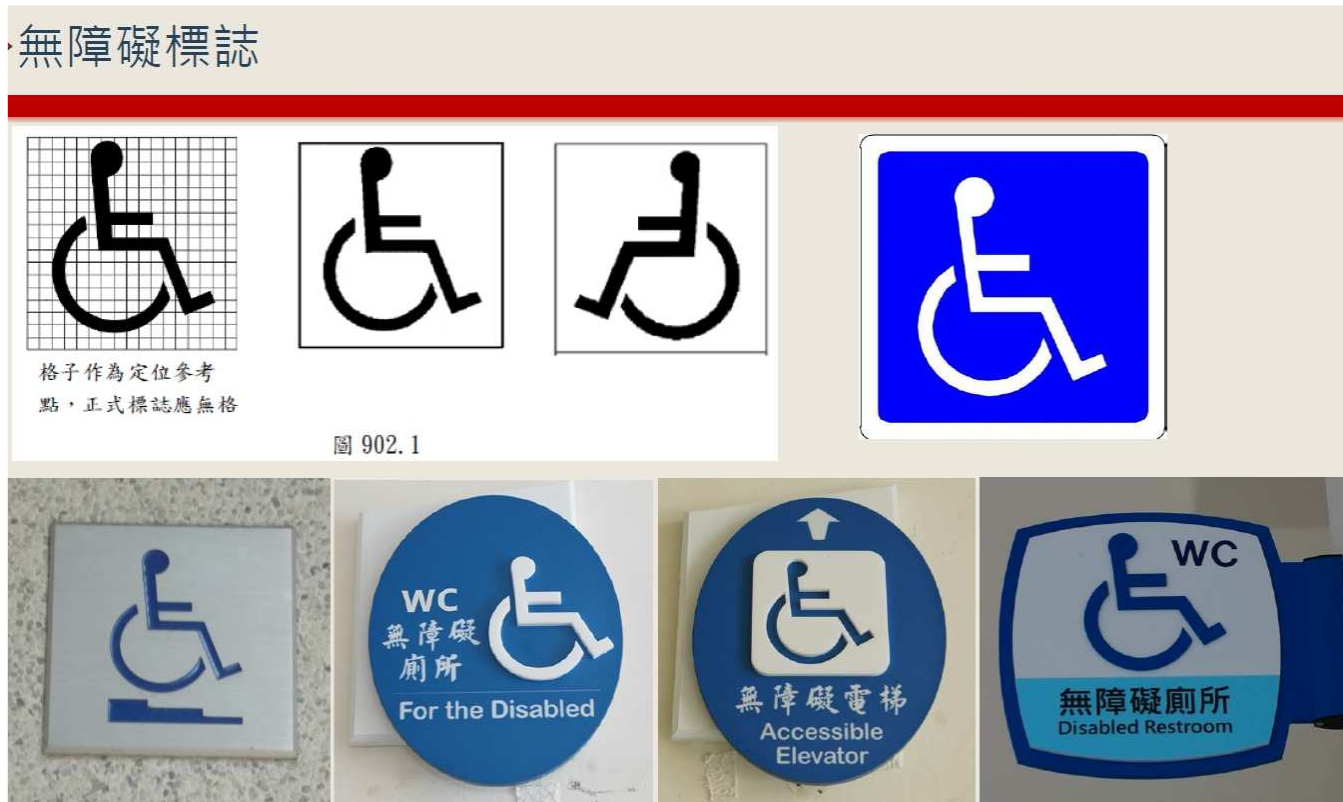 無障礙標誌
格子作為定位參考
點，正式標誌應無格
圖 902.1
WC
無障礙
廁所
For the Disabled
無障礙電梯
Accessible
Elevator
WC
無障礙廁所
Disabled Restroom